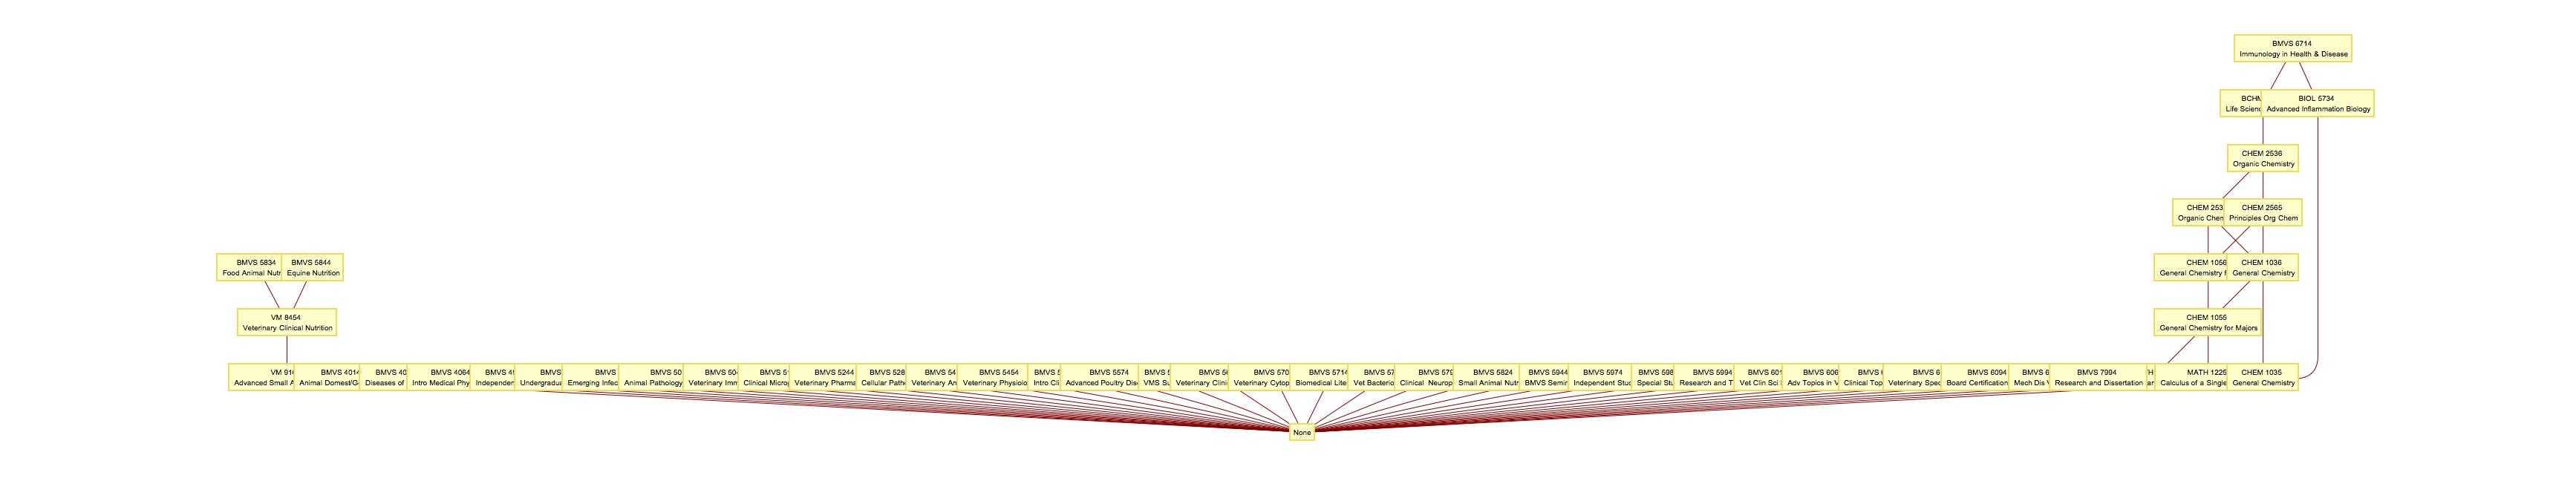 BMVS 6714
Immunology in Health & Disease
BCHM
Life Scienc
BIOL 5734
Advanced Inflammation Biology
CHEM 2536
Organic Chemistry
CHEM 253
Organic Chem
CHEM 2565
Principles Org Chem
BMVS 5834
Food Animal Nutr
BMVS 5844
Equine Nutrition
CHEM 1056
General Chemistry f
CHEM 1036
General Chemistry
VM 8454
Veterinary Clinical Nutrition
CHEM 1055
General Chemistry for Majors
VM 91
Advanced Small A
BMVS 4014
Animal Domest/G
BMVS 40
Diseases of
BMVS 4064
Intro Medical Phy
BMVS 4
Independen
BMVS
Undergradu
BMVS
Emerging Infec
BMVS 50
Animal Pathology
BMVS 50
Veterinary Imm
BMVS 5
Clinical Micro
BMVS 5244
Veterinary Pharma
BMVS 528
Cellular Path
BMVS 54
Veterinary An
BMVS 5454
Veterinary Physiolo
BMVS
Intro Cli
BMVS 5574
Advanced Poultry Dis
BMVS 5
VMS Su
BMVS 5
Veterinary Clini
BMVS 570
Veterinary Cytop
BMVS 5714
Biomedical Lite
BMVS 57
Vet Bacterio
BMVS 579
Clinical Neurop
BMVS 5824
Small Animal Nutr
BMVS 5944
BMVS Semin
BMVS 5974
Independent Stud
BMVS 598
Special Stu
BMVS 5994
Research and T
BMVS 601
Vet Clin Sci
BMVS 606
Adv Topics in V
BMVS
Clinical Top
BMVS 6
Veterinary Spec
BMVS 6094
Board Certification
BMVS 6
Mech Dis
BMVS 7994
Research and Dissertation
MATH 1225
Calculus of a Single
CHEM 1035
General Chemistry
None